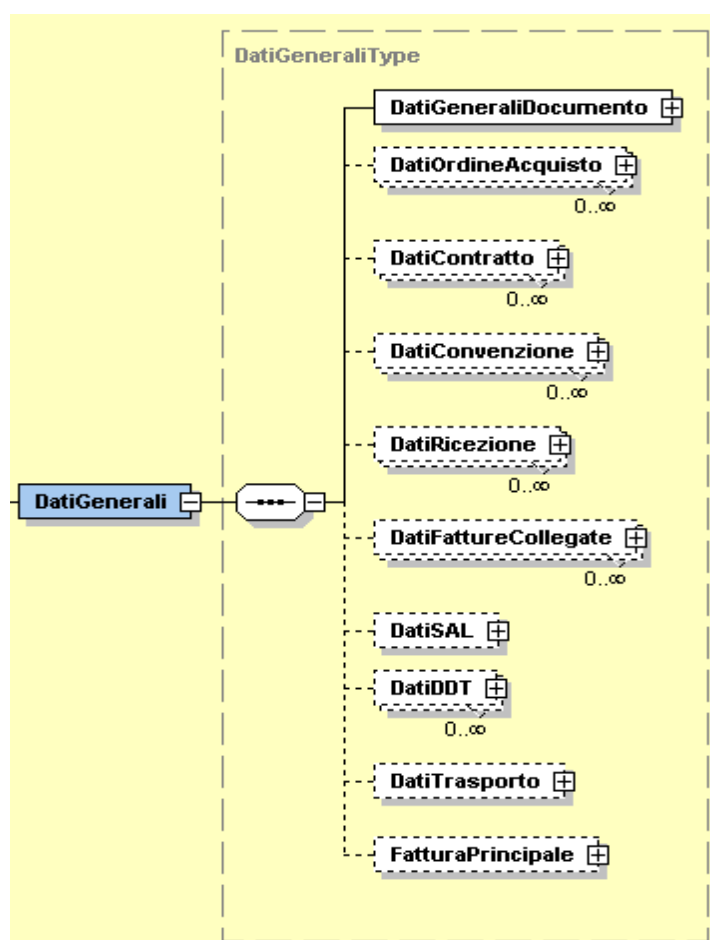 DatiGeneraliType
DatiGeneraliDocumento
DatiOrdineAcquisto
0..∞
DatiContratto
0..∞
DatiConvenzione
0..∞
DatiRicezione
0..∞
DatiGenerali
DatiFattureCollegate
0..∞
DatiSAL
DatiDDT
0..∞
DatiTrasporto
FatturaPrincipale